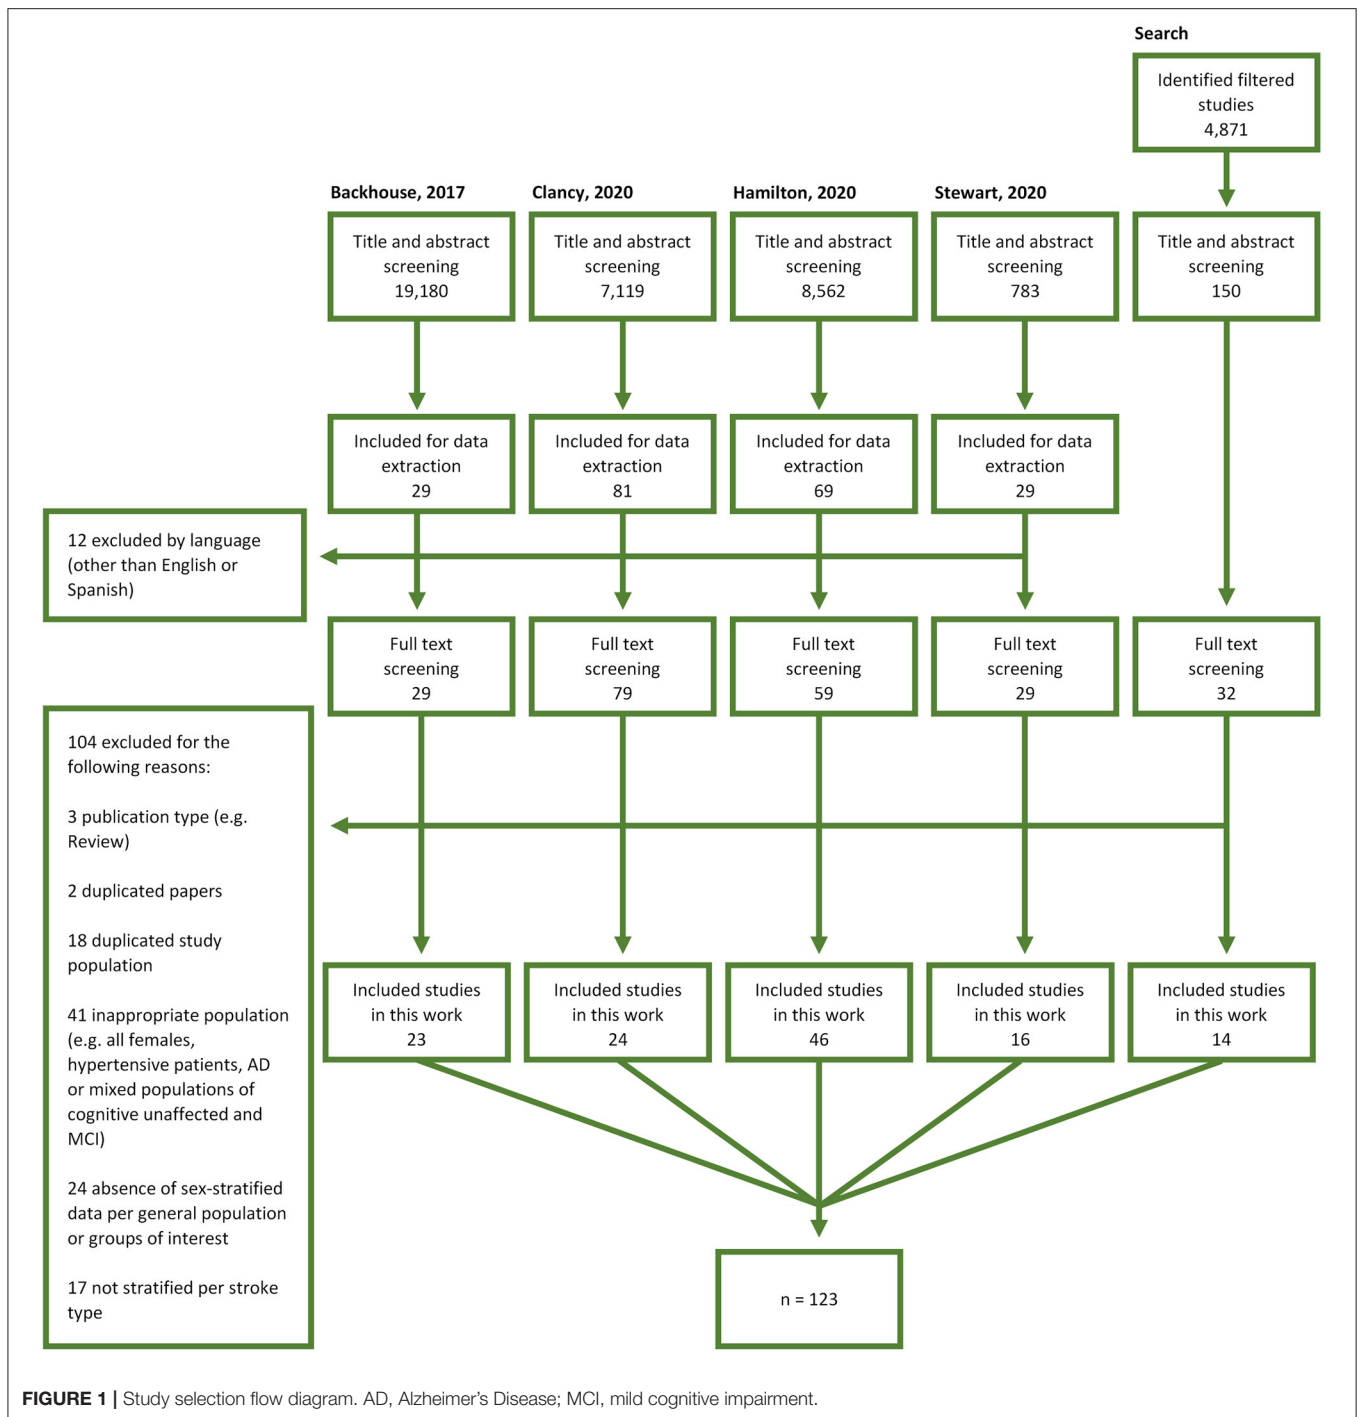 Search
Identified filtered
studies
4,871
Backhouse, 2017
Clancy, 2020
Hamilton, 2020
Stewart, 2020
Title and abstract
screening
19,180
Title and abstract
screening
7,119
Title and abstract
screening
8,562
Title and abstract
screening
783
Title and abstract
screening
150
Included for data
extraction
29
Included for data
extraction
81
Included for data
extraction
69
Included for data
extraction
29
12 excluded by language
(other than English or
Spanish)
Full text
screening
29
Full text
screening
79
Full text
screening
59
Full text
screening
29
Full text
screening
32
104 excluded for the
following reasons:
3 publication type (e.g.
Review)
2 duplicated papers
18 duplicated study
population
41 inappropriate population
(e.g. all females,
hypertensive patients, AD
or mixed populations of
cognitive unaffected and
MCI)
24 absence of sex-stratified
data per general population
or groups of interest
17 not stratified per stroke
type
Included studies
in this work
23
Included studies
in this work
24
Included studies
in this work
46
Included studies
in this work
16
Included studies
in this work
14
n = 123
FIGURE 1 | Study selection flow diagram. AD, Alzheimer's Disease; MCI, mild cognitive impairment.